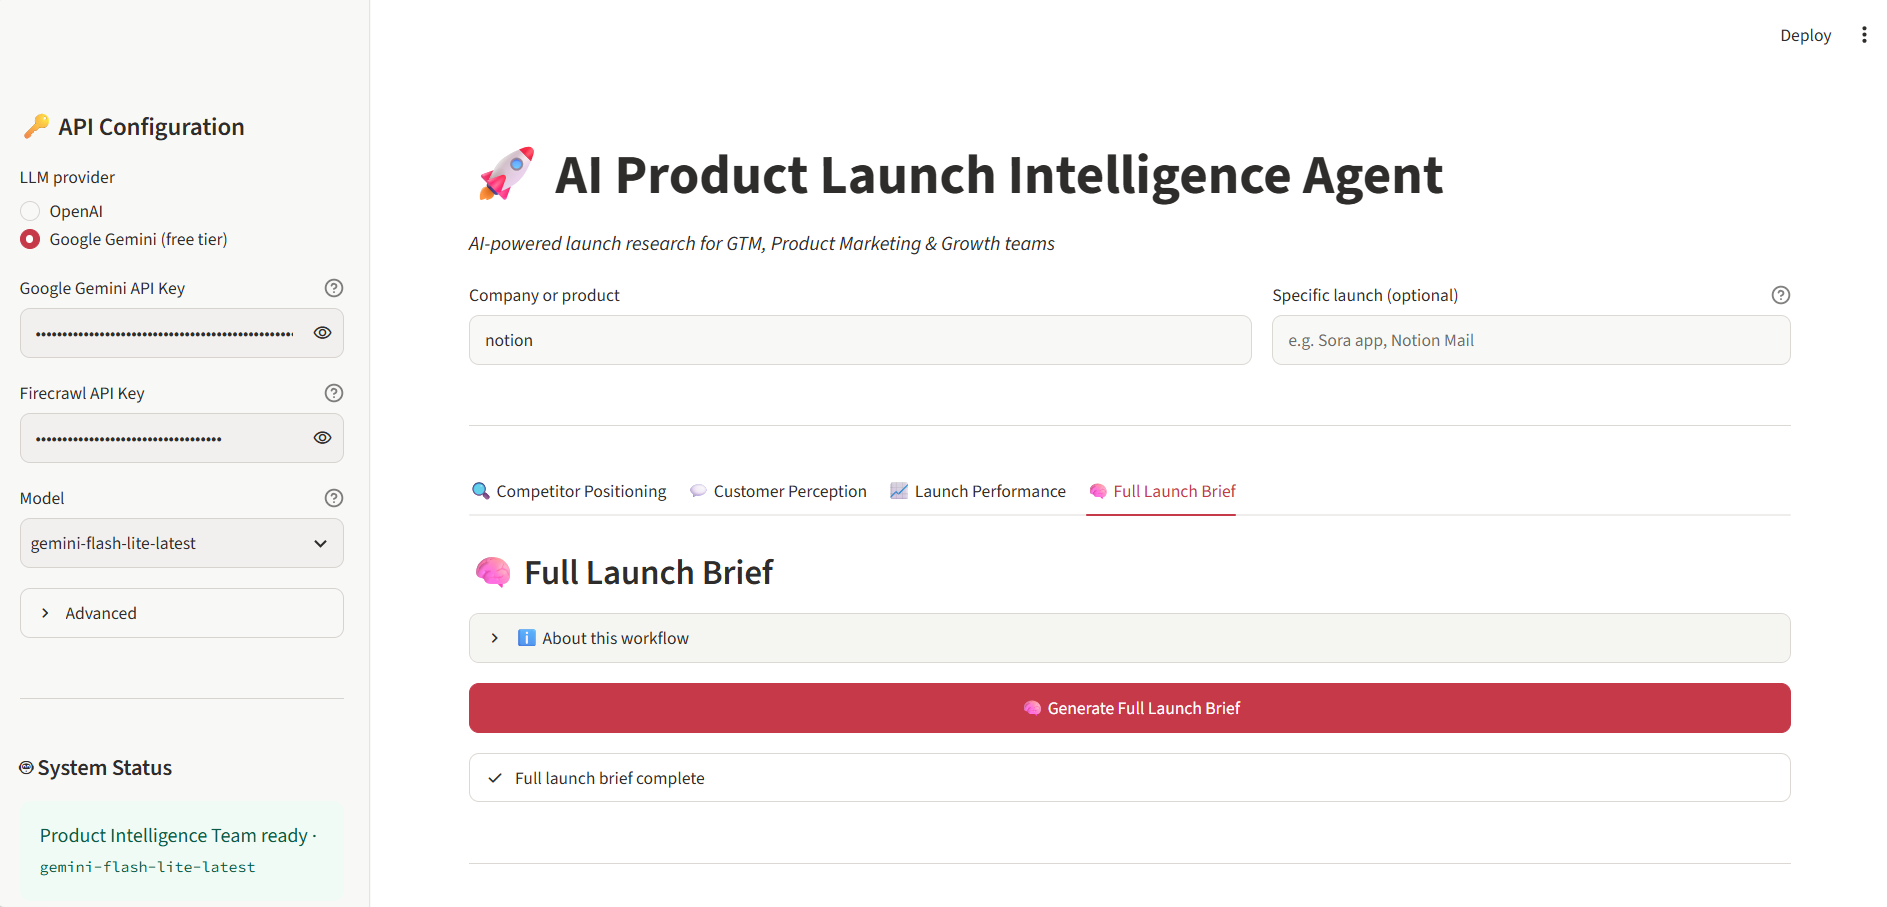 Deploy
🔑 API Configuration
LLM provider
OpenAI
Google Gemini (free tier)
Google Gemini API Key
••••••••••••••••••••••••••••••••••••••••••••••••••
Firecrawl API Key
•••••••••••••••••••••••••••••••••••
Model
gemini-flash-lite-latest
Advanced
System Status
Product Intelligence Team ready ·
gemini-flash-lite-latest
🚀 AI Product Launch Intelligence Agent
AI-powered launch research for GTM, Product Marketing & Growth teams
Company or product
notion
Specific launch (optional)
e.g. Sora app, Notion Mail
🔍 Competitor Positioning
💬 Customer Perception
📈 Launch Performance
🧠 Full Launch Brief
🧠 Full Launch Brief
ℹ️ About this workflow
🧠 Generate Full Launch Brief
Full launch brief complete